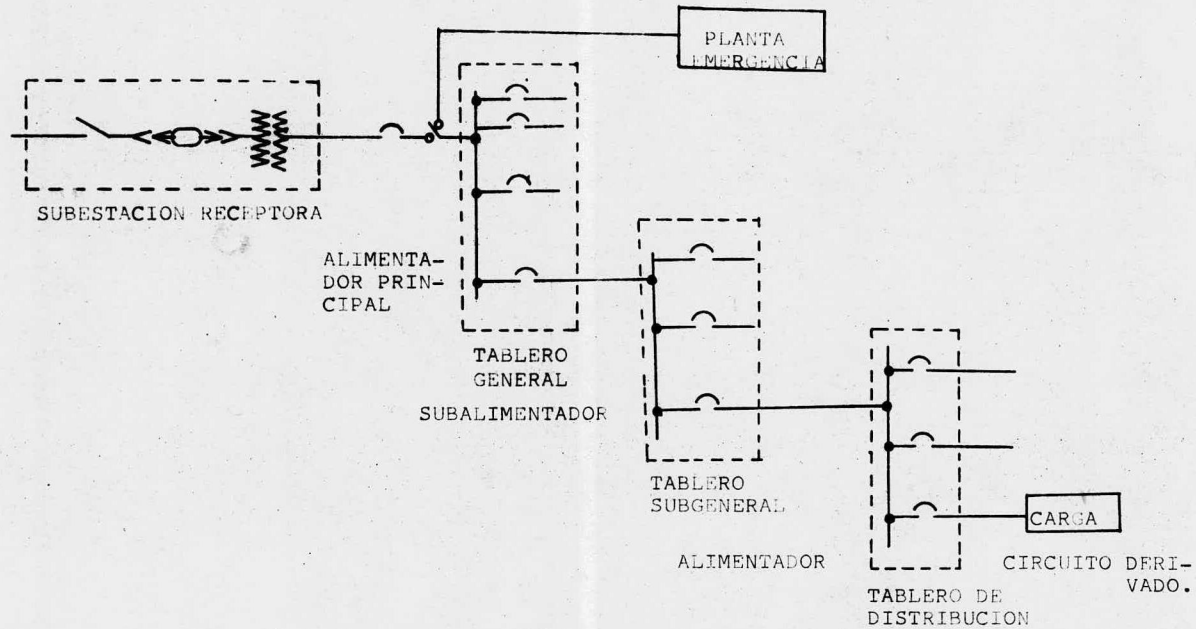 PLANTA
EMERGENCIA
SUBESTACION RECEPTORA
ALIMENTA-
DOR PRIN-
CIPAL
TABLERO
GENERAL
SUBALIMENTADOR
TABLERO
SUBGENERAL
ALIMENTADOR
CARGA
CIRCUITO DERI-
VADO.
TABLERO DE
DISTRIBUCION